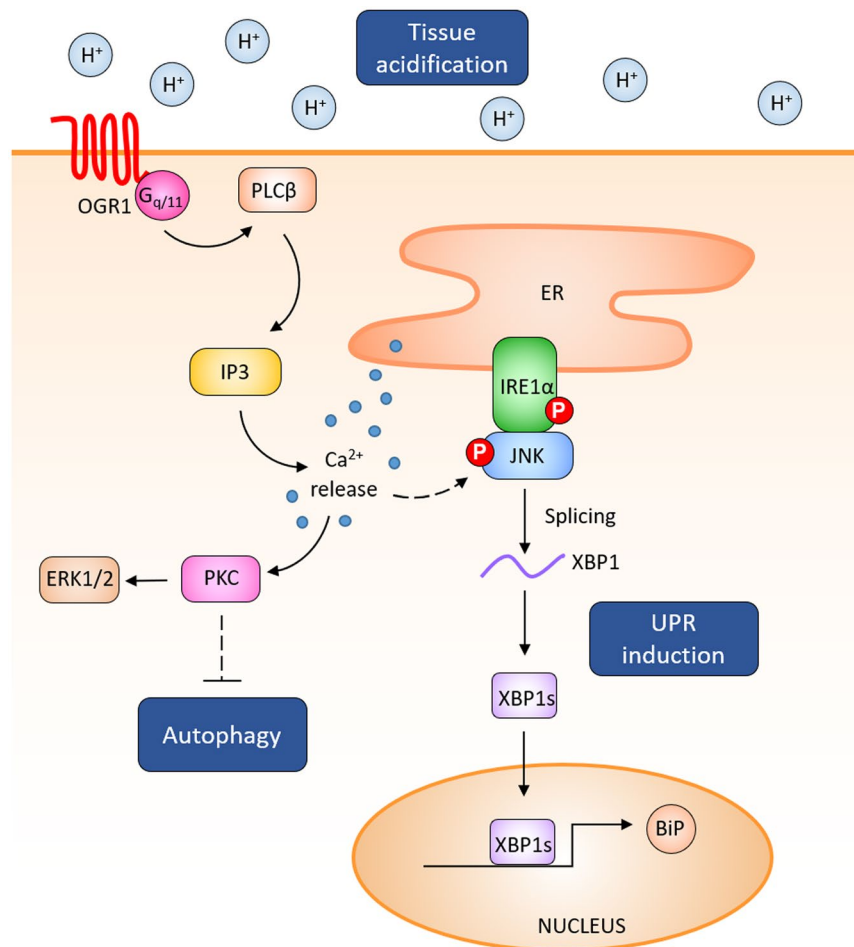 Tissue
acidification
H⁺
H⁺
H⁺
H⁺
H⁺
H⁺
H⁺
OGR1
Gq/11
PLCβ
ER
IP3
IRE1α
P
P
JNK
Ca²⁺
release
Splicing
XBP1
ERK1/2
PKC
UPR
induction
XBP1s
Autophagy
XBP1s
BiP
NUCLEUS